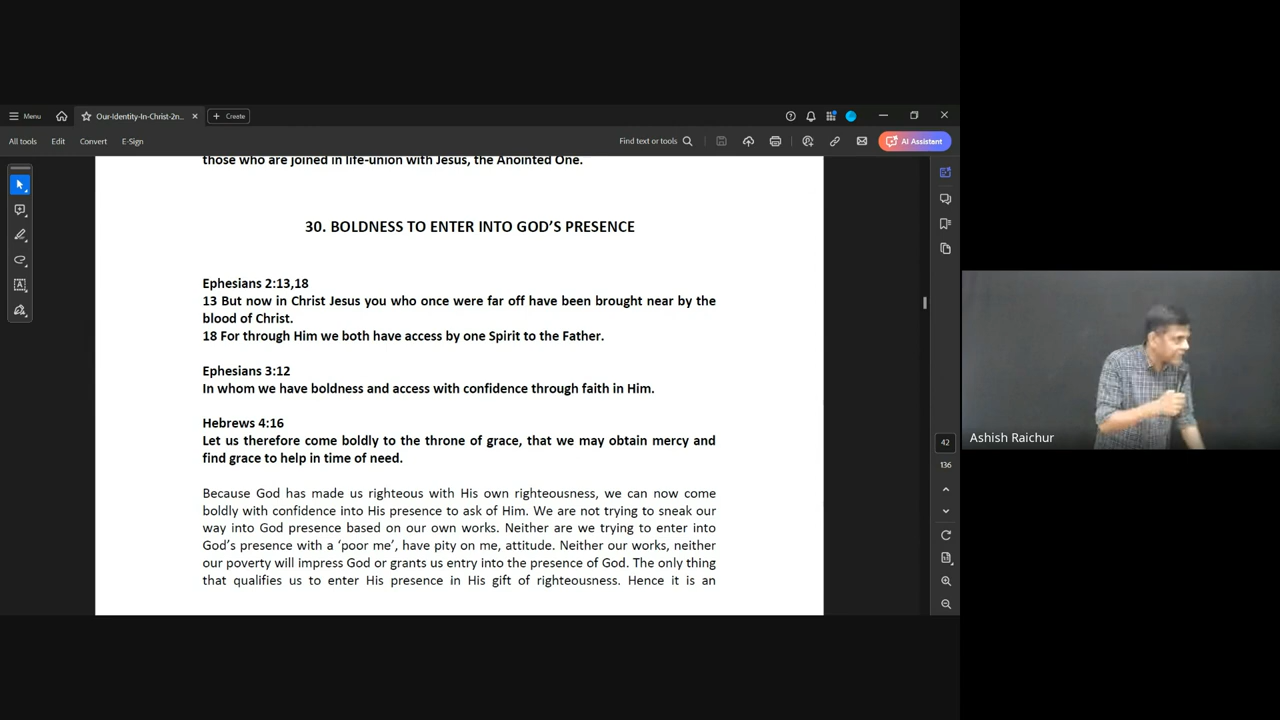 Menu
Our-Identity-In-Christ-2n...
Create
All tools
Edit
Convert
E-Sign
Find text or tools
AI Assistant
those who are joined in life-union with Jesus, the Anointed One.
30. BOLDNESS TO ENTER INTO GOD'S PRESENCE
Ephesians 2:13,18
13 But now in Christ Jesus you who once were far off have been brought near by the
blood of Christ.
18 For through Him we both have access by one Spirit to the Father.
Ephesians 3:12
In whom we have boldness and access with confidence through faith in Him.
Hebrews 4:16
Let us therefore come boldly to the throne of grace, that we may obtain mercy and
find grace to help in time of need.
Because God has made us righteous with His own righteousness, we can now come
boldly with confidence into His presence to ask of Him. We are not trying to sneak our
way into God presence based on our own works. Neither are we trying to enter into
God's presence with a 'poor me', have pity on me, attitude. Neither our works, neither
our poverty will impress God or grants us entry into the presence of God. The only thing
that qualifies us to enter His presence in His gift of righteousness. Hence it is an
42
136
Ashish Raichur